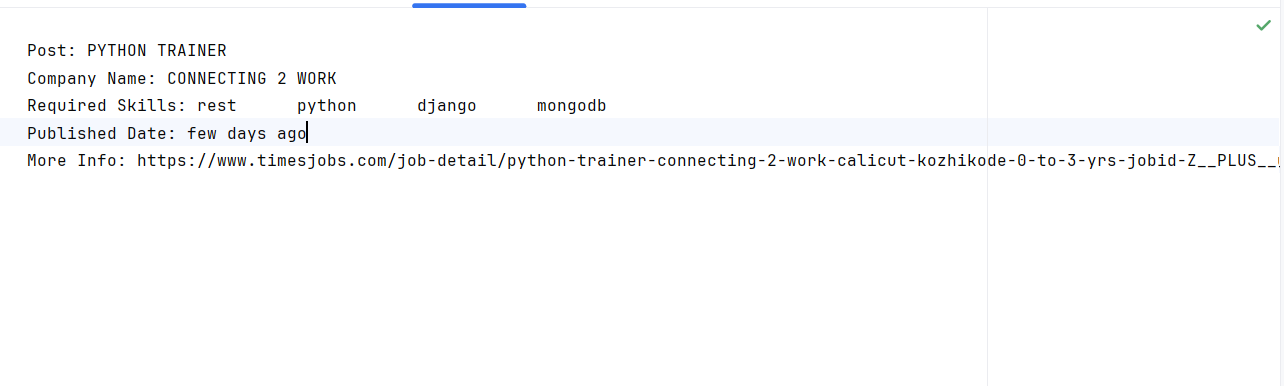 Post: PYTHON TRAINER
Company Name: CONNECTING 2 WORK
Required Skills: rest      python      django      mongodb
Published Date: few days ago
More Info: https://www.timesjobs.com/job-detail/python-trainer-connecting-2-work-calicut-kozhikode-0-to-3-yrs-jobid-Z__PLUS__